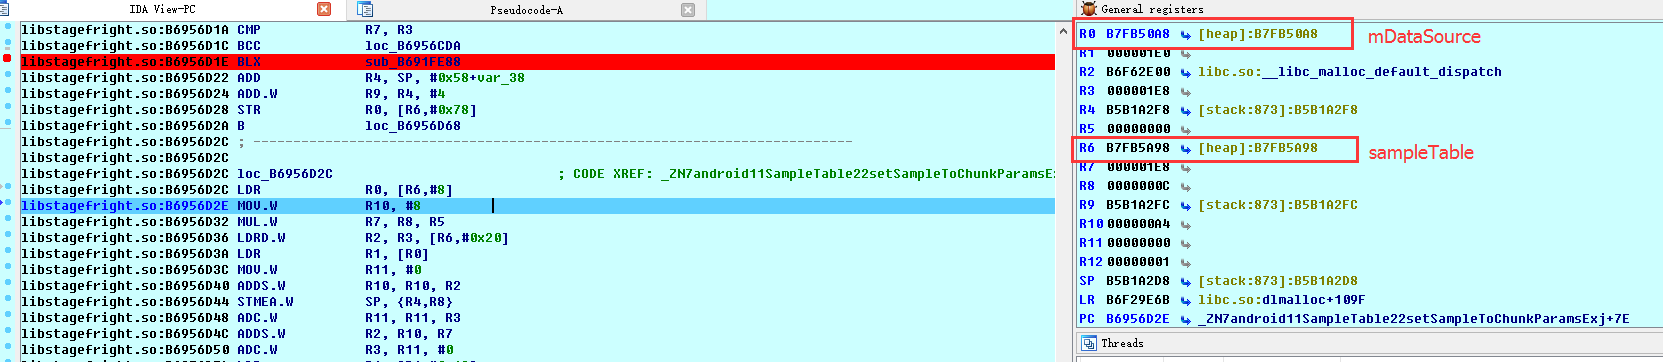 IDA View-PC
Pseudocode-A
General registers
libstagefright.so:B6956D1A CMP R7, R3
libstagefright.so:B6956D1C BCC loc_B6956CDA
libstagefright.so:B6956D1E BLX sub_B691FE88
libstagefright.so:B6956D22 ADD R4, SP, #0x58+var_38
libstagefright.so:B6956D24 ADD.W R9, R4, #4
libstagefright.so:B6956D28 STR R0, [R6,#0x78]
libstagefright.so:B6956D2A B loc_B6956D68
libstagefright.so:B6956D2C ; ---------------------------------------------------------------------------
libstagefright.so:B6956D2C
libstagefright.so:B6956D2C loc_B6956D2C ; CODE XREF: _ZN7android11SampleTable22setSampleToChunkParamsEx
libstagefright.so:B6956D2C LDR R0, [R6,#8]
libstagefright.so:B6956D2E MOV.W R10, #8
libstagefright.so:B6956D32 MUL.W R7, R8, R5
libstagefright.so:B6956D36 LDRD.W R2, R3, [R6,#0x20]
libstagefright.so:B6956D3A LDR R1, [R0]
libstagefright.so:B6956D3C MOV.W R11, #0
libstagefright.so:B6956D40 ADDS.W R10, R10, R2
libstagefright.so:B6956D44 STMEA.W SP, {R4,R8}
libstagefright.so:B6956D48 ADC.W R11, R11, R3
libstagefright.so:B6956D4C ADDS.W R2, R10, R7
libstagefright.so:B6956D50 ADC.W R3, R11, #0
R0 B7FB50A8 [heap]:B7FB50A8
mDataSource
R1 000001E0
R2 B6F62E00 libc.so:__libc_malloc_default_dispatch
R3 000001E8
R4 B5B1A2F8 [stack:873]:B5B1A2F8
R5 00000000
R6 B7FB5A98 [heap]:B7FB5A98
sampleTable
R7 000001E8
R8 0000000C
R9 B5B1A2FC [stack:873]:B5B1A2FC
R10 000000A4
R11 00000000
R12 00000001
SP B5B1A2D8 [stack:873]:B5B1A2D8
LR B6F29E6B libc.so:dlmalloc+109F
PC B6956D2E _ZN7android11SampleTable22setSampleToChunkParamsExj+7E
Threads